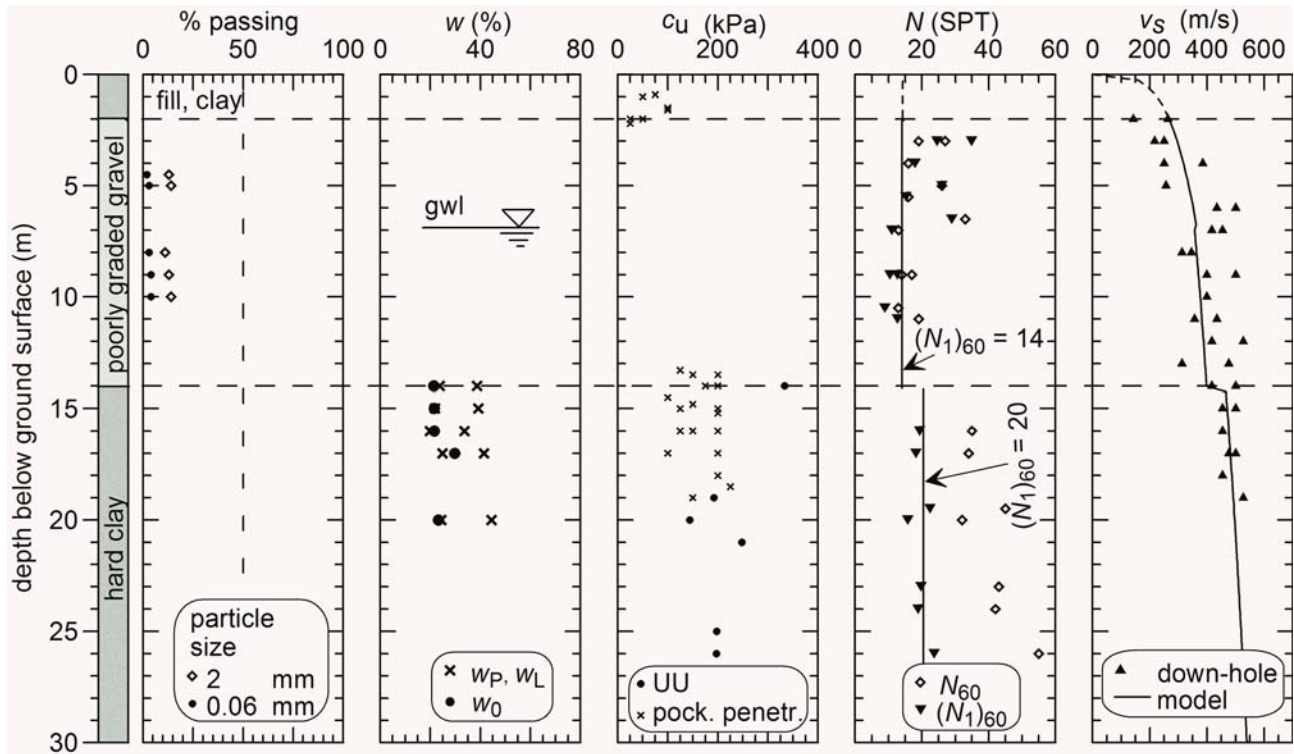 % passing
w (%)
cu (kPa)
N (SPT)
vs (m/s)
0 50 100
0 40 80
0 200 400
20 40 60
0 200 400 600
0
5
10
15
20
25
30
depth below ground surface (m)
fill, clay
poorly graded gravel
hard clay
gwl
(N1)60 = 14
(N1)60 = 20
particle
size
2 mm
0.06 mm
wP, wL
w0
UU
pock. penetr.
N60
(N1)60
down-hole
model